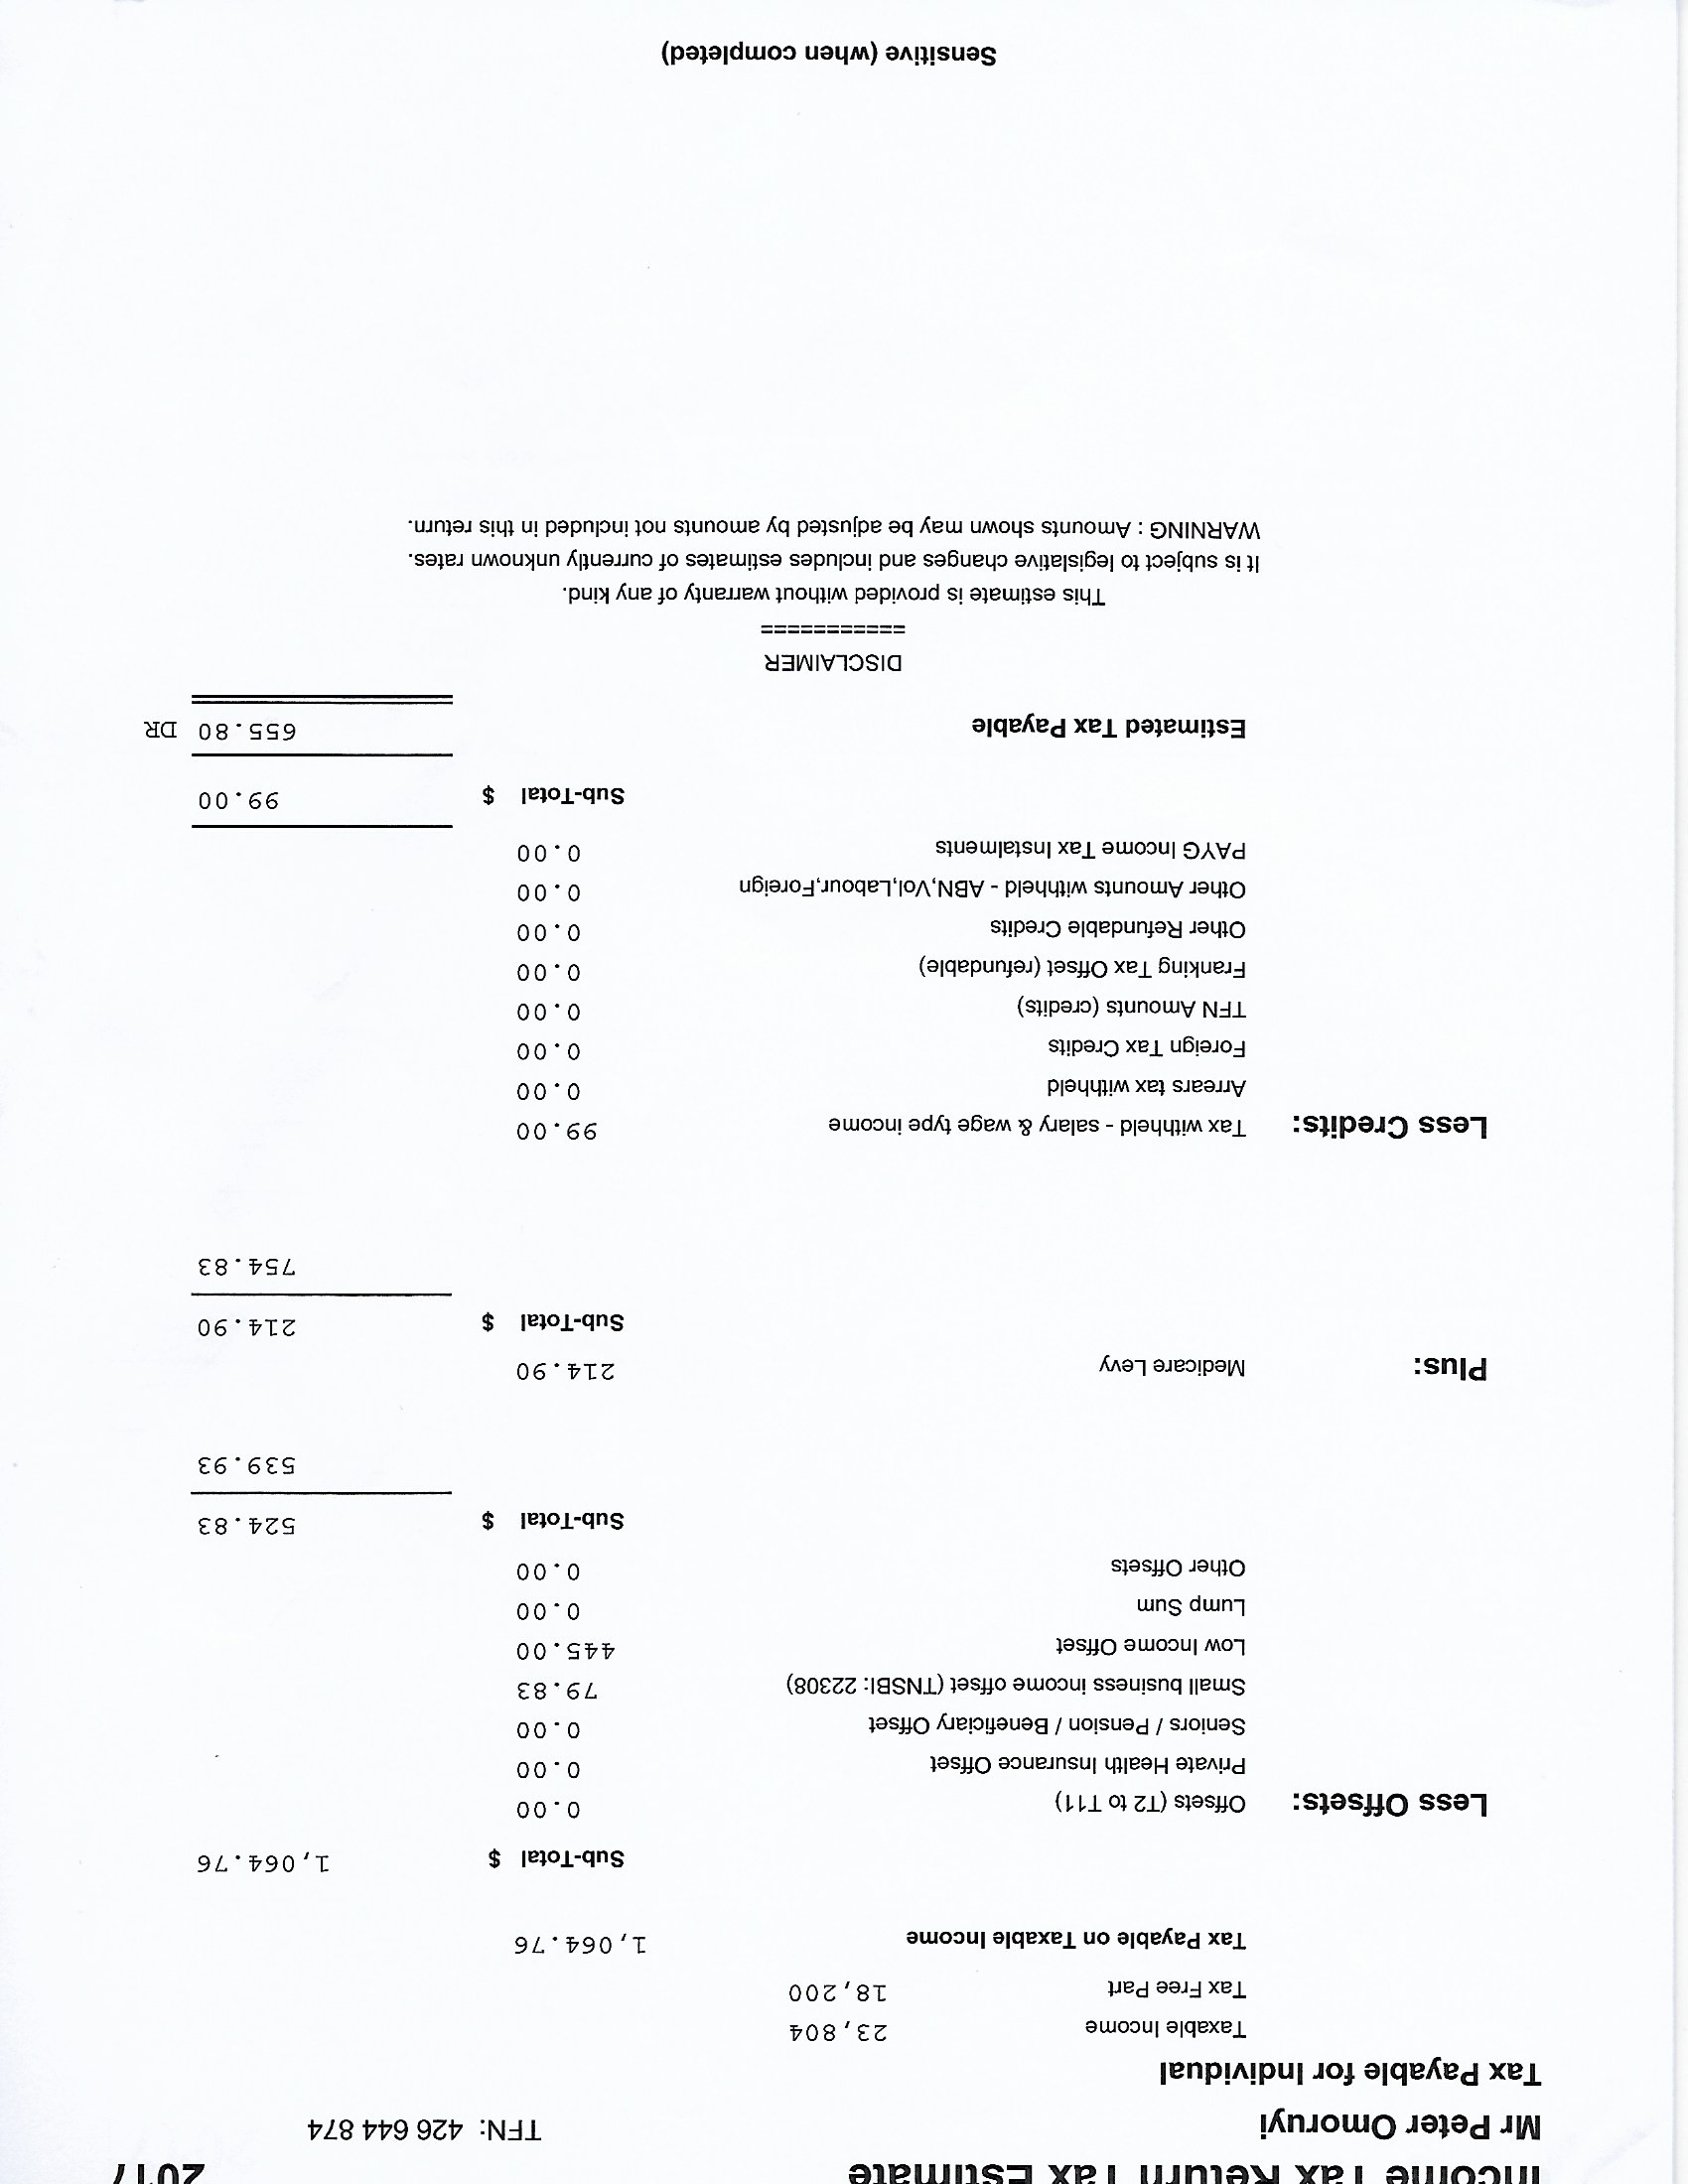 Income Tax Return Tax Estimate 2017
Mr Peter Omoruyi TFN: 426 644 874
Tax Payable for Individual
Taxable Income 23,804
Tax Free Part 18,200
Tax Payable on Taxable Income 1,064.76
Sub-Total $ 1,064.76
Less Offsets: Offsets (T2 to T11) 0.00
Private Health Insurance Offset 0.00
Seniors / Pension / Beneficiary Offset 0.00
Small business income offset (TNSBI: 22308) 79.83
Low Income Offset 445.00
Lump Sum 0.00
Other Offsets 0.00
Sub-Total $ 524.83
539.93
Plus: Medicare Levy 214.90
Sub-Total $ 214.90
754.83
Less Credits: Tax withheld - salary & wage type income 99.00
Arrears tax withheld 0.00
Foreign Tax Credits 0.00
TFN Amounts (credits) 0.00
Franking Tax Offset (refundable) 0.00
Other Refundable Credits 0.00
Other Amounts withheld - ABN,Vol,Labour,Foreign 0.00
PAYG Income Tax Instalments 0.00
Sub-Total $ 99.00
Estimated Tax Payable 655.80 DR
DISCLAIMER
===========
This estimate is provided without warranty of any kind.
It is subject to legislative changes and includes estimates of currently unknown rates.
WARNING : Amounts shown may be adjusted by amounts not included in this return.
Sensitive (when completed)